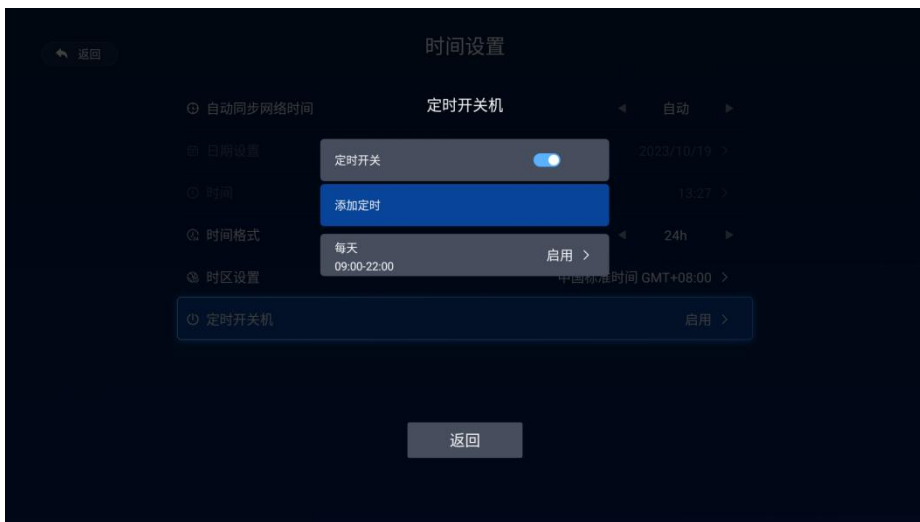 返回
时间设置
自动同步网络时间
自动
日期设置
2023/10/19
时间
13:27
时间格式
24h
时区设置
中国标准时间 GMT+08:00
定时开关机
启用
定时开关机
定时开关
添加定时
每天
09:00-22:00
启用
返回